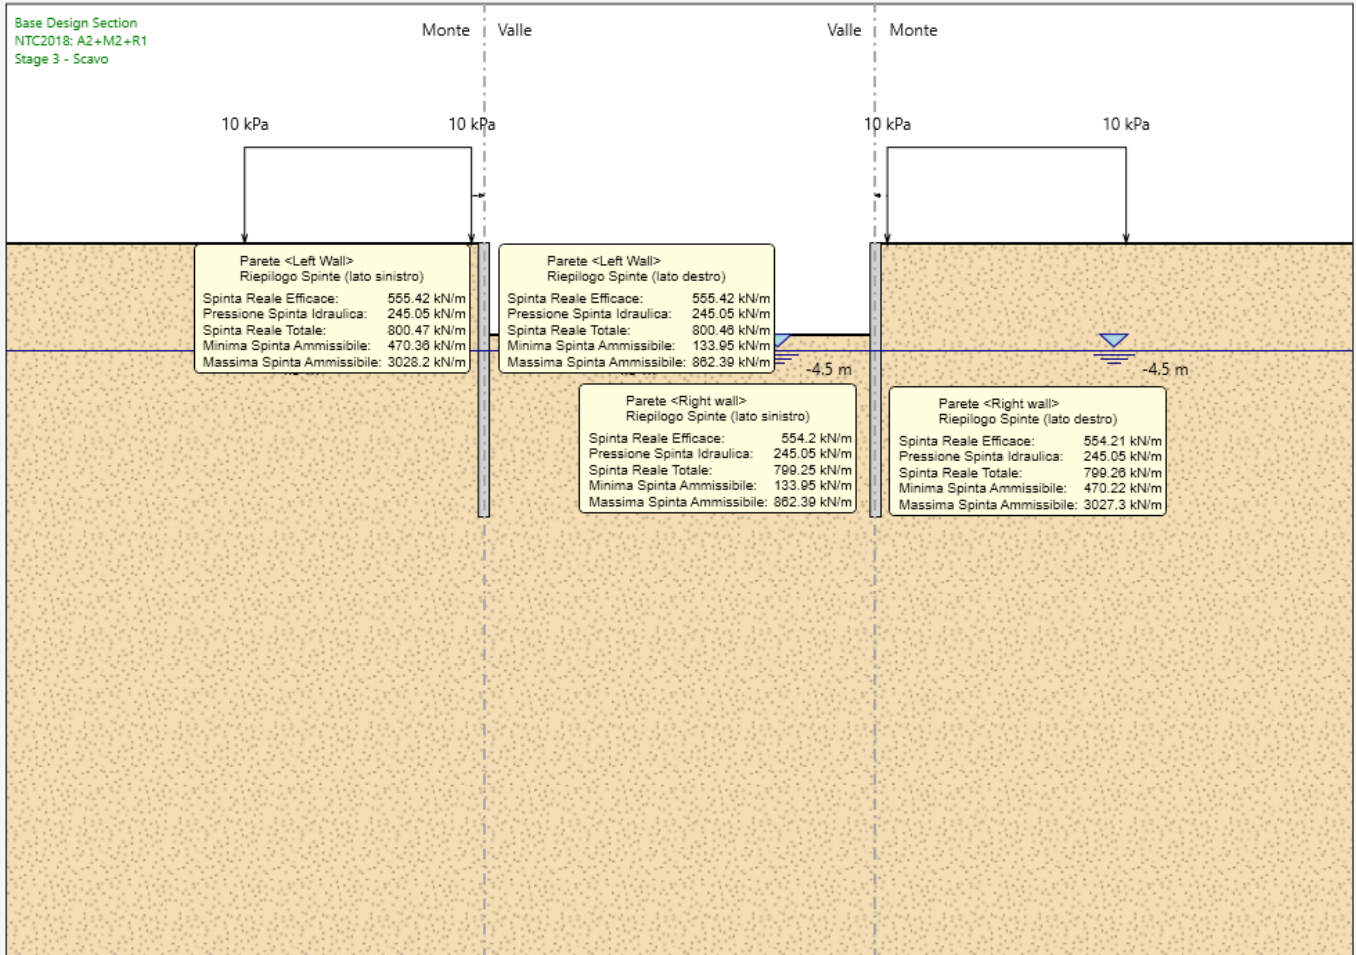 Base Design Section
NTC2018: A2+M2+R1
Stage 3 - Scavo
Monte
Valle
Valle
Monte
10 kPa
10 kPa
10 kPa
10 kPa
Parete <Left Wall>
Riepilogo Spinte (lato sinistro)
Spinta Reale Efficace: 555.42 kN/m
Pressione Spinta Idraulica: 245.05 kN/m
Spinta Reale Totale: 800.47 kN/m
Minima Spinta Ammissibile: 470.36 kN/m
Massima Spinta Ammissibile: 3028.2 kN/m
Parete <Left Wall>
Riepilogo Spinte (lato destro)
Spinta Reale Efficace: 555.42 kN/m
Pressione Spinta Idraulica: 245.05 kN/m
Spinta Reale Totale: 800.46 kN/m
Minima Spinta Ammissibile: 133.95 kN/m
Massima Spinta Ammissibile: 862.39 kN/m
-4.5 m
-4.5 m
Parete <Right wall>
Riepilogo Spinte (lato sinistro)
Spinta Reale Efficace: 554.2 kN/m
Pressione Spinta Idraulica: 245.05 kN/m
Spinta Reale Totale: 799.25 kN/m
Minima Spinta Ammissibile: 133.95 kN/m
Massima Spinta Ammissibile: 862.39 kN/m
Parete <Right wall>
Riepilogo Spinte (lato destro)
Spinta Reale Efficace: 554.21 kN/m
Pressione Spinta Idraulica: 245.05 kN/m
Spinta Reale Totale: 799.26 kN/m
Minima Spinta Ammissibile: 470.22 kN/m
Massima Spinta Ammissibile: 3027.3 kN/m